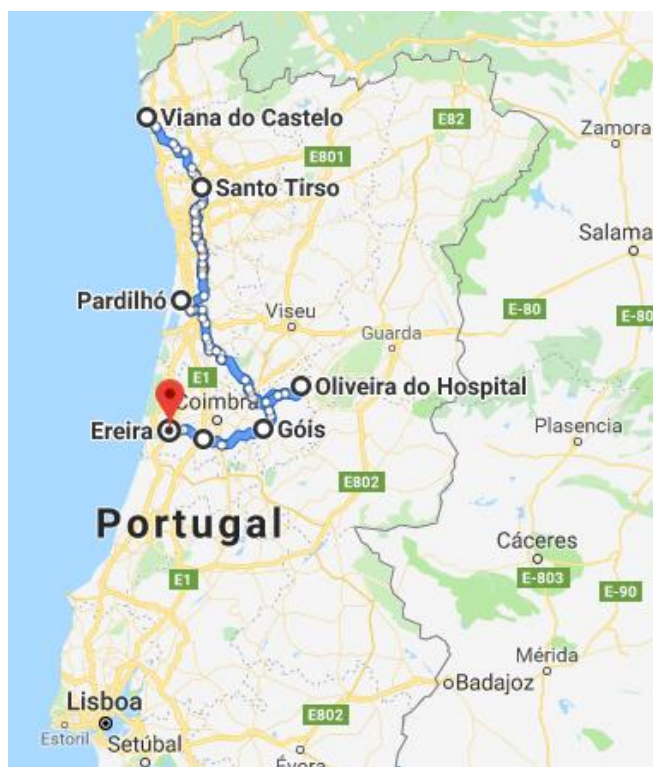 Viana do Castelo
E82
Zamora
E801
Santo Tirso
Salama
Pardilhó
Viseu
E-80
E-80
Guarda
E1
Oliveira do Hospital
Coimbra
Ereira
Góis
Plasencia
E802
Portugal
Cáceres
E1
E-803
E-90
Mérida
Badajoz
Lisboa
E802
Estoril
Setúbal
Évora